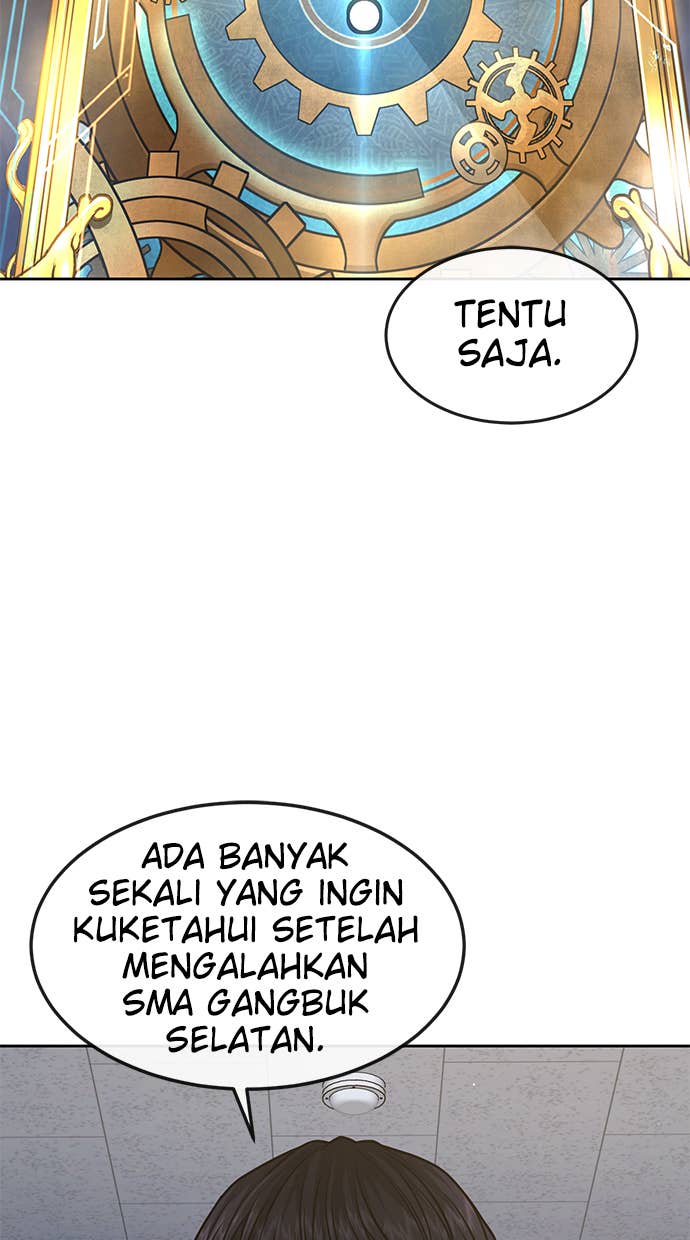 TENTU
SAJA.
ADA BANYAK
SEKALI YANG INGIN
KUKETAHUI SETELAH
MENGALAHKAN
SMA GANGBUK
SELATAN.